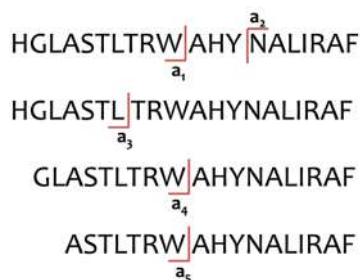 a₂
HGLASTLTRWAHYNALIRAF
a₁
HGLASTLTRWAHYNALIRAF
a₃
GLASTLTRWAHYNALIRAF
a₄
ASTLTRWAHYNALIRAF
a₅